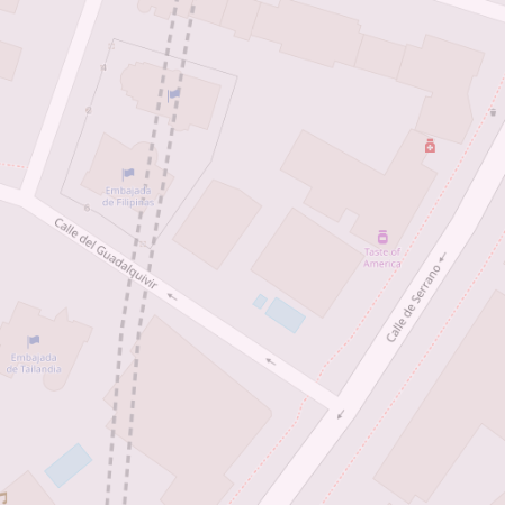 Embajada
de Filipinas
Calle del Guadalquivir
Taste of
America
Calle de Serrano
Embajada
de Tailandia